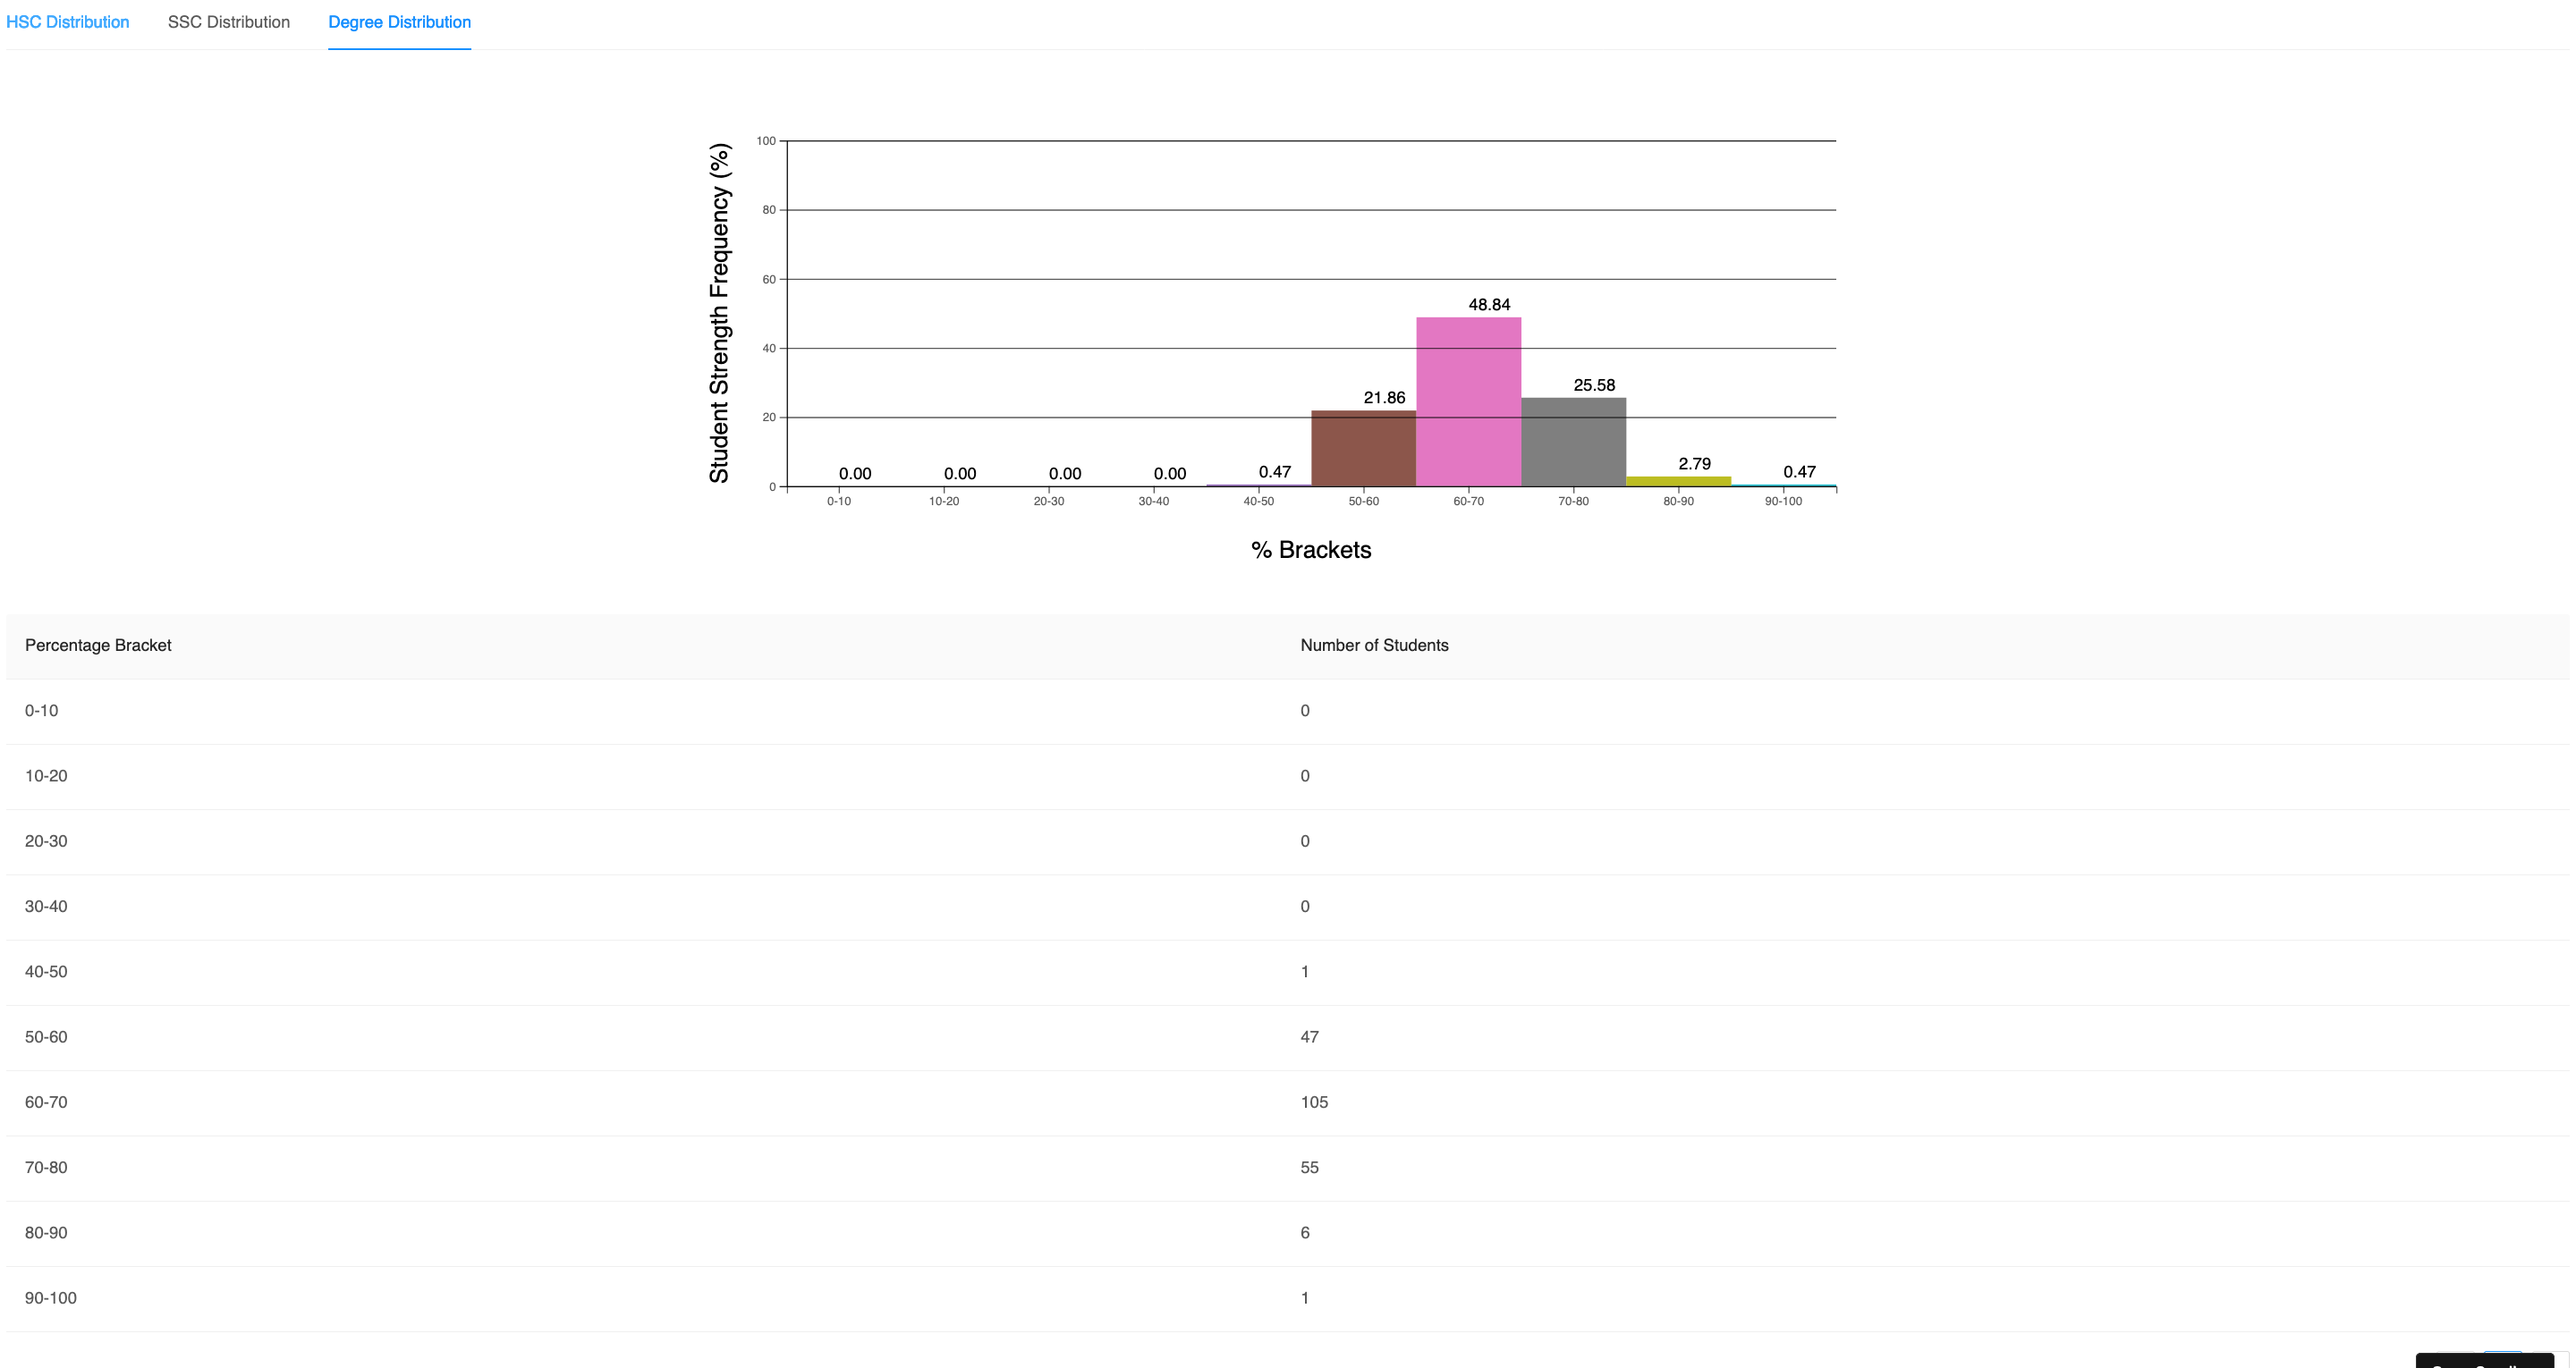 HSC Distribution SSC Distribution Degree Distribution
Student Strength Frequency (%)
100
80
60
40
20
0
0.00 0.00 0.00 0.00 0.47 21.86 48.84 25.58 2.79 0.47
0-10 10-20 20-30 30-40 40-50 50-60 60-70 70-80 80-90 90-100
% Brackets
Percentage Bracket Number of Students
0-10 0
10-20 0
20-30 0
30-40 0
40-50 1
50-60 47
60-70 105
70-80 55
80-90 6
90-100 1